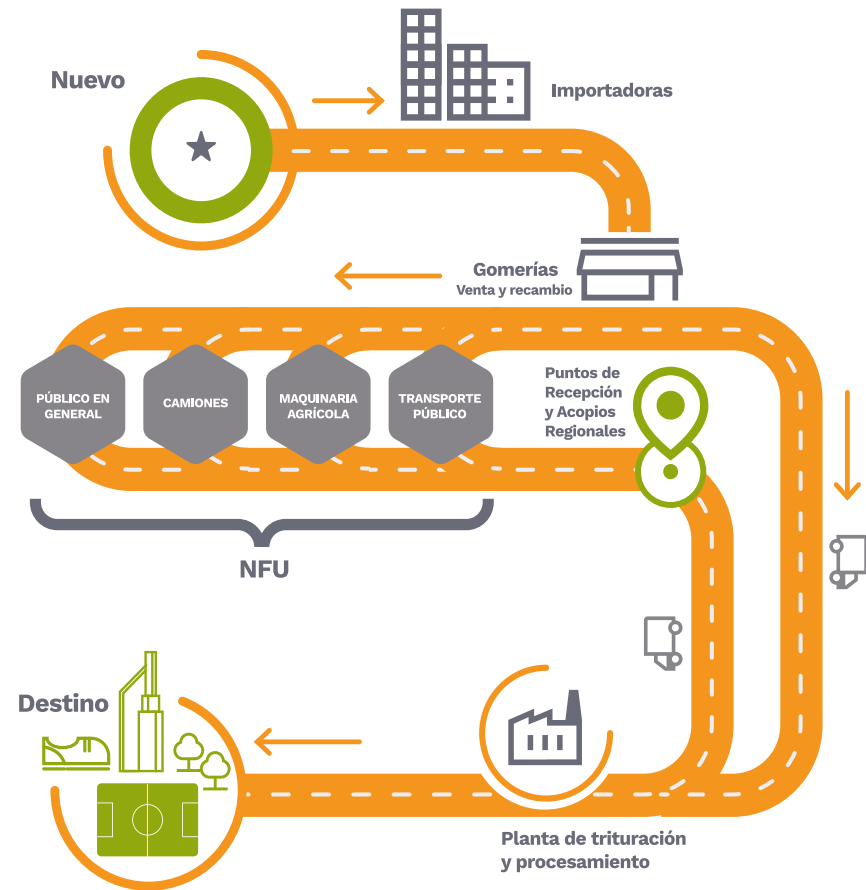 Nuevo
Importadoras
Gomerías
Venta y recambio
PÚBLICO EN
GENERAL
CAMIONES
MAQUINARIA
AGRÍCOLA
TRANSPORTE
PÚBLICO
Puntos de
Recepción
y Acopios
Regionales
NFU
Destino
Planta de trituración
y procesamiento